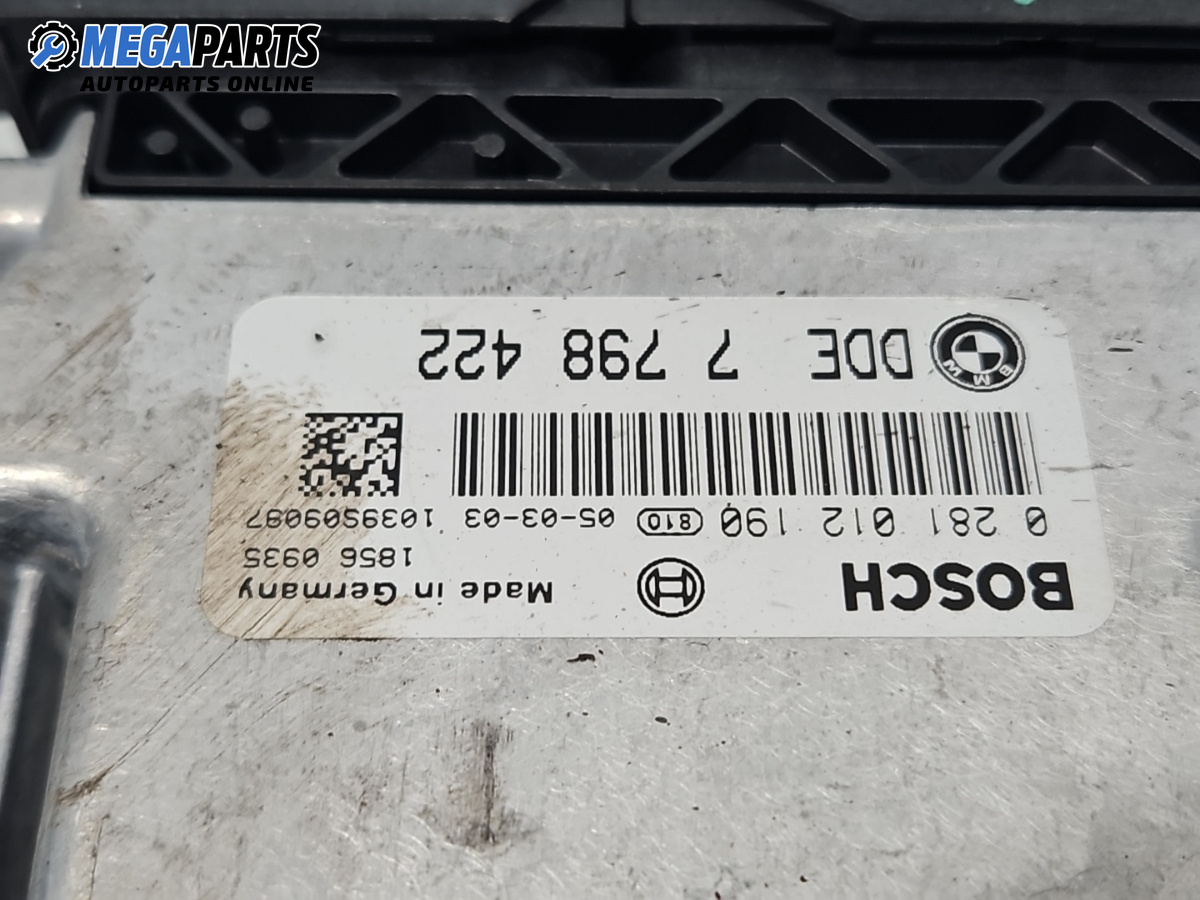 MEGAPARTS
AUTOPARTS ONLINE
BOSCH Made in Germany
1856 0935
0 281 012 190 018 05-03-03 1039S09087
BMW DDE 7 798 422